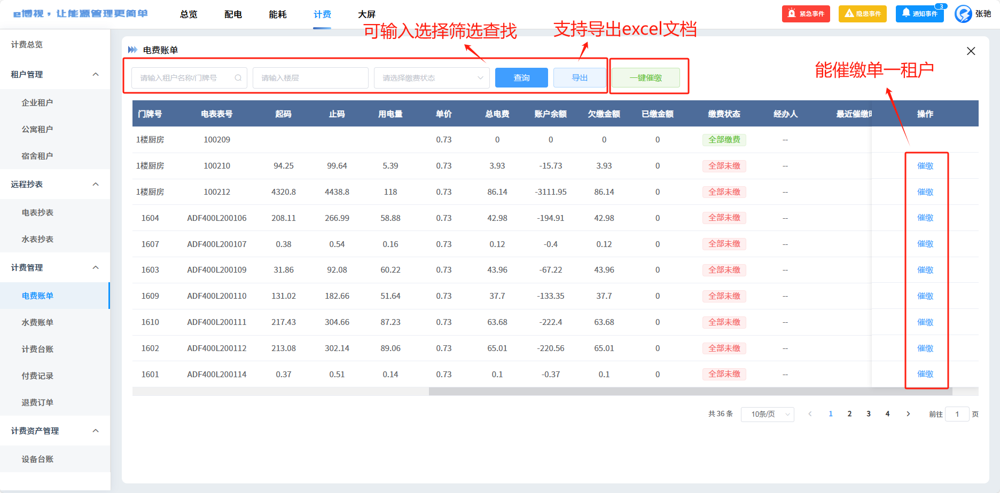 e博视，让能源管理更简单
总览 配电 能耗 计费 大屏
紧急事件 隐患事件 通知事件 3 张驰
可输入选择筛选查找 支持导出excel文档
能催缴单一租户
计费总览
租户管理
企业租户
公寓租户
宿舍租户
远程抄表
电表抄表
水表抄表
计费管理
电费账单
水费账单
计费台账
付费记录
退费订单
计费资产管理
设备台账
电费账单
请输入租户名称/门牌号 请输入楼层 请选择缴费状态 查询 导出 一键催缴
门牌号 电表表号 起码 止码 用电量 单价 总电费 账户余额 欠缴金额 已缴金额 缴费状态 经办人 最近催缴 操作
1楼厨房 100209 0.73 0 0 0 0 全部缴费 --
1楼厨房 100210 94.25 99.64 5.39 0.73 3.93 -15.73 3.93 0 全部未缴 -- 催缴
1楼厨房 100212 4320.8 4438.8 118 0.73 86.14 -3111.95 86.14 0 全部未缴 -- 催缴
1604 ADF400L200106 208.11 266.99 58.88 0.73 42.98 -194.91 42.98 0 全部未缴 -- 催缴
1607 ADF400L200107 0.38 0.54 0.16 0.73 0.12 -0.4 0.12 0 全部未缴 -- 催缴
1603 ADF400L200109 31.86 92.08 60.22 0.73 43.96 -67.22 43.96 0 全部未缴 -- 催缴
1609 ADF400L200110 131.02 182.66 51.64 0.73 37.7 -133.35 37.7 0 全部未缴 -- 催缴
1610 ADF400L200111 217.43 304.66 87.23 0.73 63.68 -222.4 63.68 0 全部未缴 -- 催缴
1602 ADF400L200112 213.08 302.14 89.06 0.73 65.01 -220.56 65.01 0 全部未缴 -- 催缴
1601 ADF400L200114 0.37 0.51 0.14 0.73 0.1 -0.37 0.1 0 全部未缴 -- 催缴
共 36 条 10条/页 1 2 3 4 前往 1 页